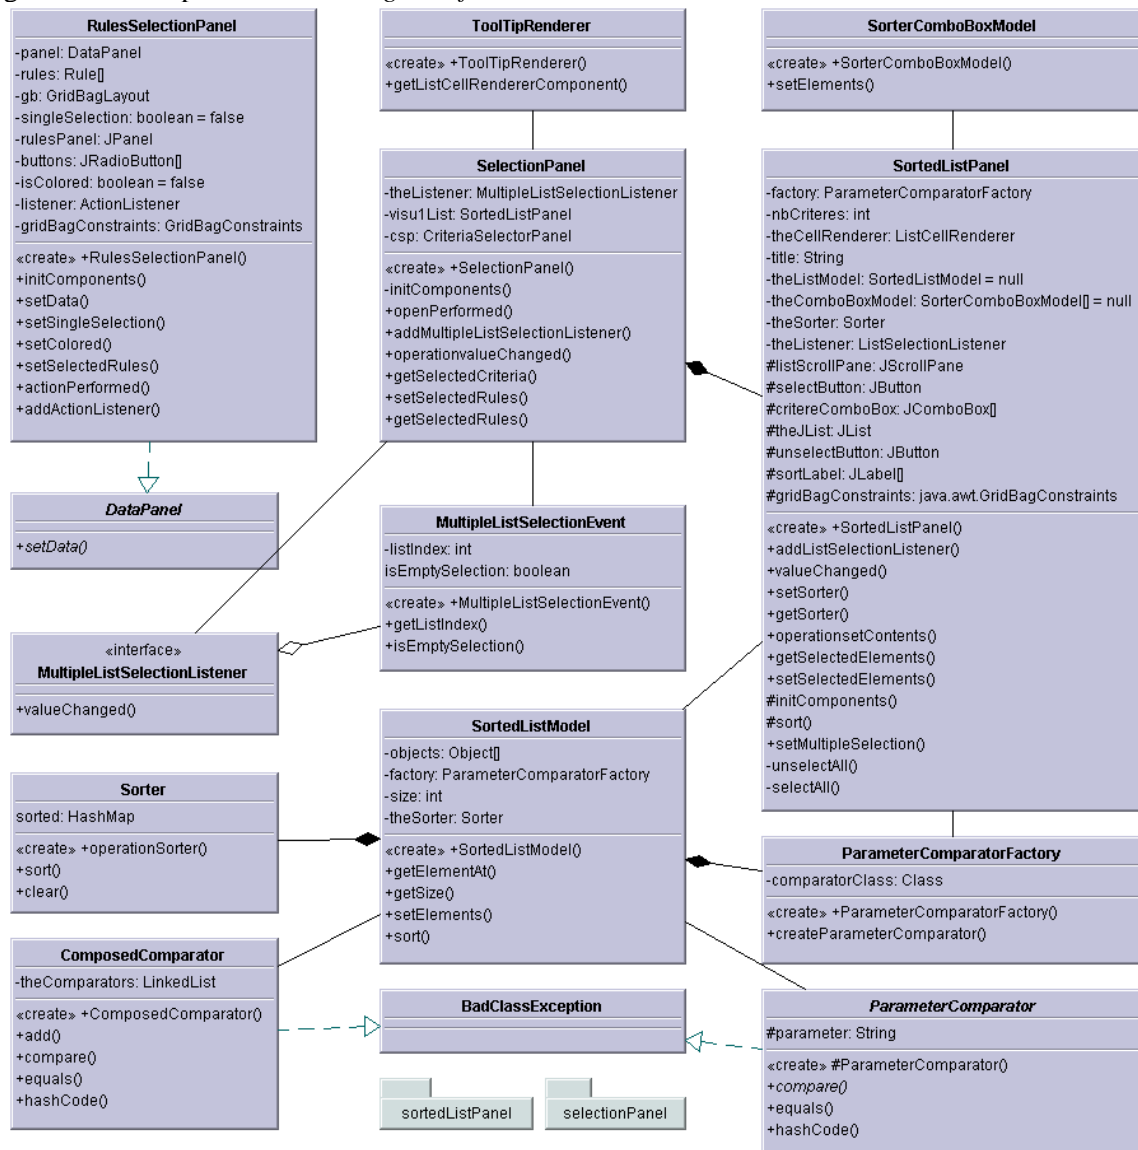 RulesSelectionPanel
-panel: DataPanel
-rules: Rule[]
-gb: GridBagLayout
-singleSelection: boolean = false
-rulesPanel: JPanel
-buttons: JRadioButton[]
-isColored: boolean = false
-listener: ActionListener
-gridBagConstraints: GridBagConstraints
«create» +RulesSelectionPanel()
+initComponents()
+setData()
+setSingleSelection()
+setColored()
+setSelectedRules()
+actionPerformed()
+addActionListener()
DataPanel
+setData()
«interface»
MultipleListSelectionListener
+valueChanged()
Sorter
sorted: HashMap
«create» +operationSorter()
+sort()
+clear()
ComposedComparator
-theComparators: LinkedList
«create» +ComposedComparator()
+add()
+compare()
+equals()
+hashCode()
ToolTipRenderer
«create» +ToolTipRenderer()
+getListCellRendererComponent()
SelectionPanel
-theListener: MultipleListSelectionListener
-visu1List: SortedListPanel
-csp: CriteriaSelectorPanel
«create» +SelectionPanel()
-initComponents()
+openPerformed()
+addMultipleListSelectionListener()
+operationvalueChanged()
+getSelectedCriteria()
+setSelectedRules()
+getSelectedRules()
MultipleListSelectionEvent
-listIndex: int
isEmptySelection: boolean
«create» +MultipleListSelectionEvent()
+getListIndex()
+isEmptySelection()
SortedListModel
-objects: Object[]
-factory: ParameterComparatorFactory
-size: int
-theSorter: Sorter
«create» +SortedListModel()
+getElementAt()
+getSize()
+setElements()
+sort()
BadClassException
sortedListPanel
selectionPanel
SorterComboBoxModel
«create» +SorterComboBoxModel()
+setElements()
SortedListPanel
-factory: ParameterComparatorFactory
-nbCriteres: int
-theCellRenderer: ListCellRenderer
-title: String
-theListModel: SortedListModel = null
-theComboBoxModel: SorterComboBoxModel[] = null
-theSorter: Sorter
-theListener: ListSelectionListener
#listScrollPane: JScrollPane
#selectButton: JButton
#critereComboBox: JComboBox[]
#theJList: JList
#unselectButton: JButton
#sortLabel: JLabel[]
#gridBagConstraints: java.awt.GridBagConstraints
«create» +SortedListPanel()
+addListSelectionListener()
+valueChanged()
+setSorter()
+getSorter()
+operationsetContents()
+getSelectedElements()
+setSelectedElements()
#initComponents()
#sort()
+setMultipleSelection()
-unselectAll()
-selectAll()
ParameterComparatorFactory
-comparatorClass: Class
«create» +ParameterComparatorFactory()
+createParameterComparator()
ParameterComparator
#parameter: String
«create» #ParameterComparator()
+compare()
+equals()
+hashCode()